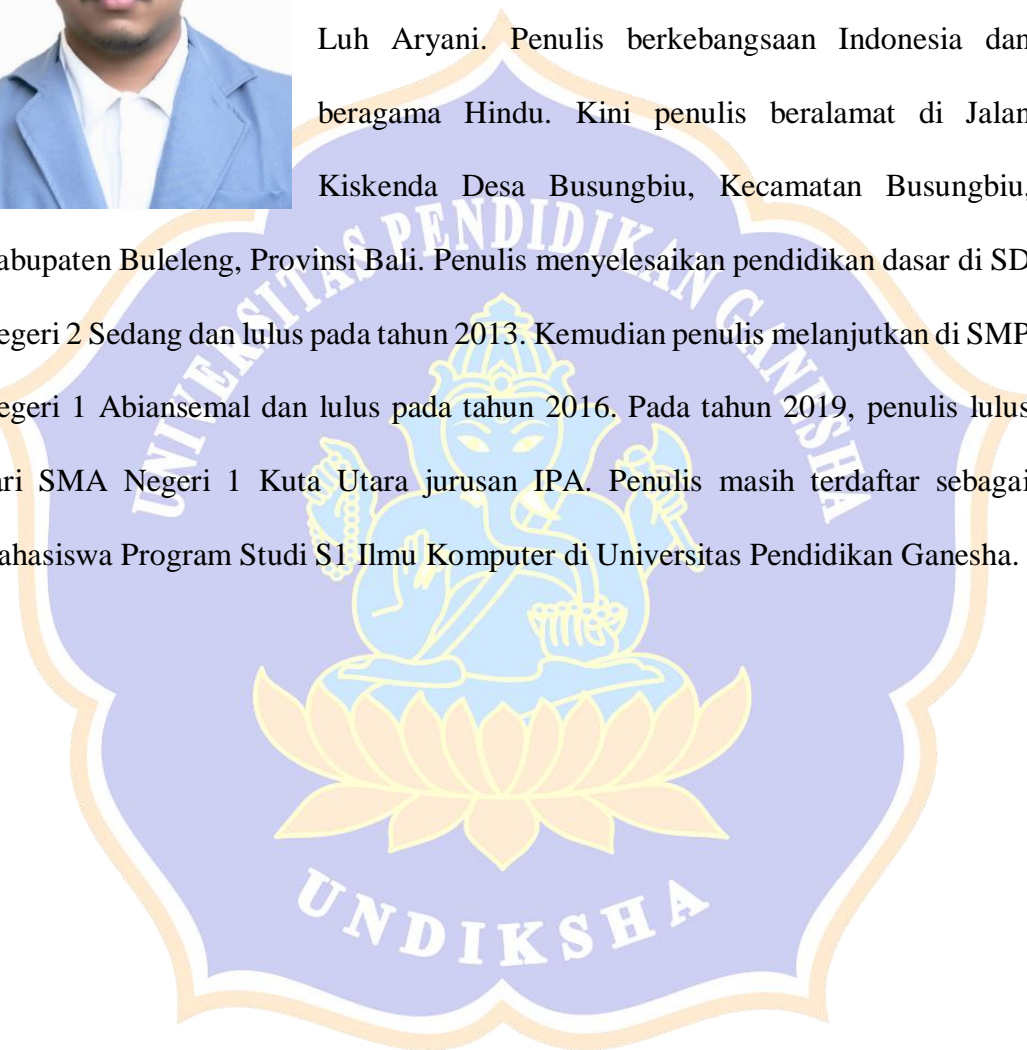 Luh Aryani. Penulis berkebangsaan Indonesia dan
beragama Hindu. Kini penulis beralamat di Jalan
Kiskenda Desa Busungbiu, Kecamatan Busungbiu,
abupaten Buleleng, Provinsi Bali. Penulis menyelesaikan pendidikan dasar di SD
egeri 2 Sedang dan lulus pada tahun 2013. Kemudian penulis melanjutkan di SMP
egeri 1 Abiansemal dan lulus pada tahun 2016. Pada tahun 2019, penulis lulus
ari SMA Negeri 1 Kuta Utara jurusan IPA. Penulis masih terdaftar sebagai
ahasiswa Program Studi S1 Ilmu Komputer di Universitas Pendidikan Ganesha.
UNIVERSITAS PENDIDIKAN GANESHA
UNDIKSHA